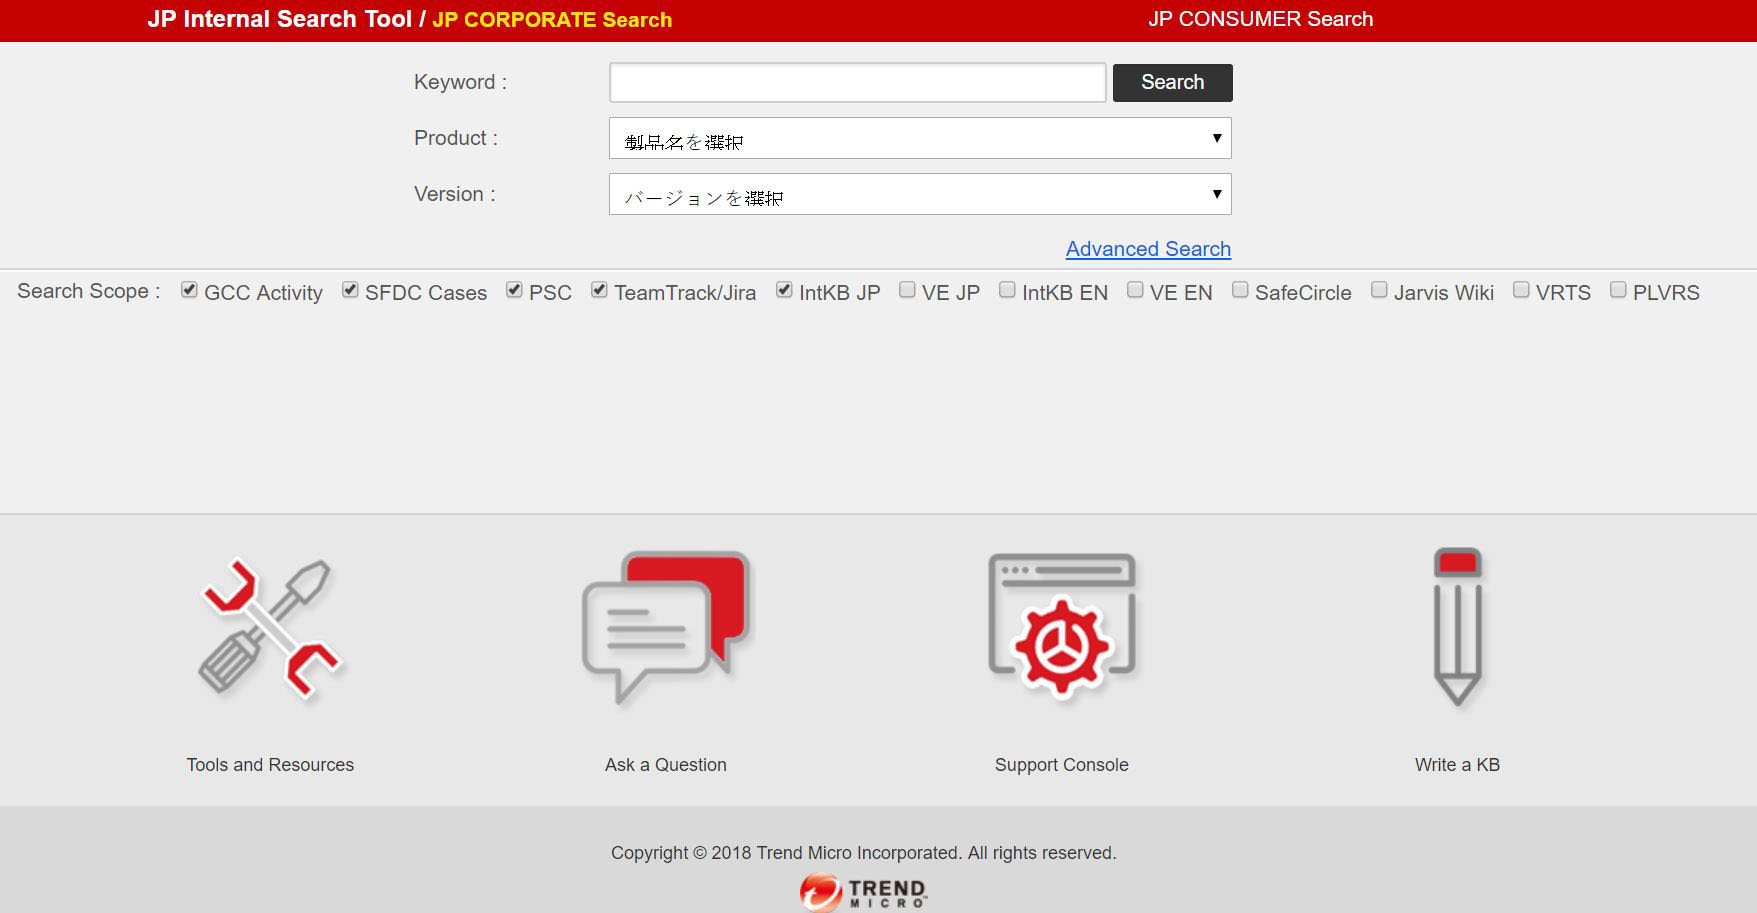 JP Internal Search Tool / JP CORPORATE Search
JP CONSUMER Search
Keyword :
Search
Product :
製品名を選択
Version :
バージョンを選択
Advanced Search
Search Scope : GCC Activity SFDC Cases PSC TeamTrack/Jira IntKB JP VE JP IntKB EN VE EN SafeCircle Jarvis Wiki VRTS PLVRS
Tools and Resources
Ask a Question
Support Console
Write a KB
Copyright © 2018 Trend Micro Incorporated. All rights reserved.
TREND
MICRO™